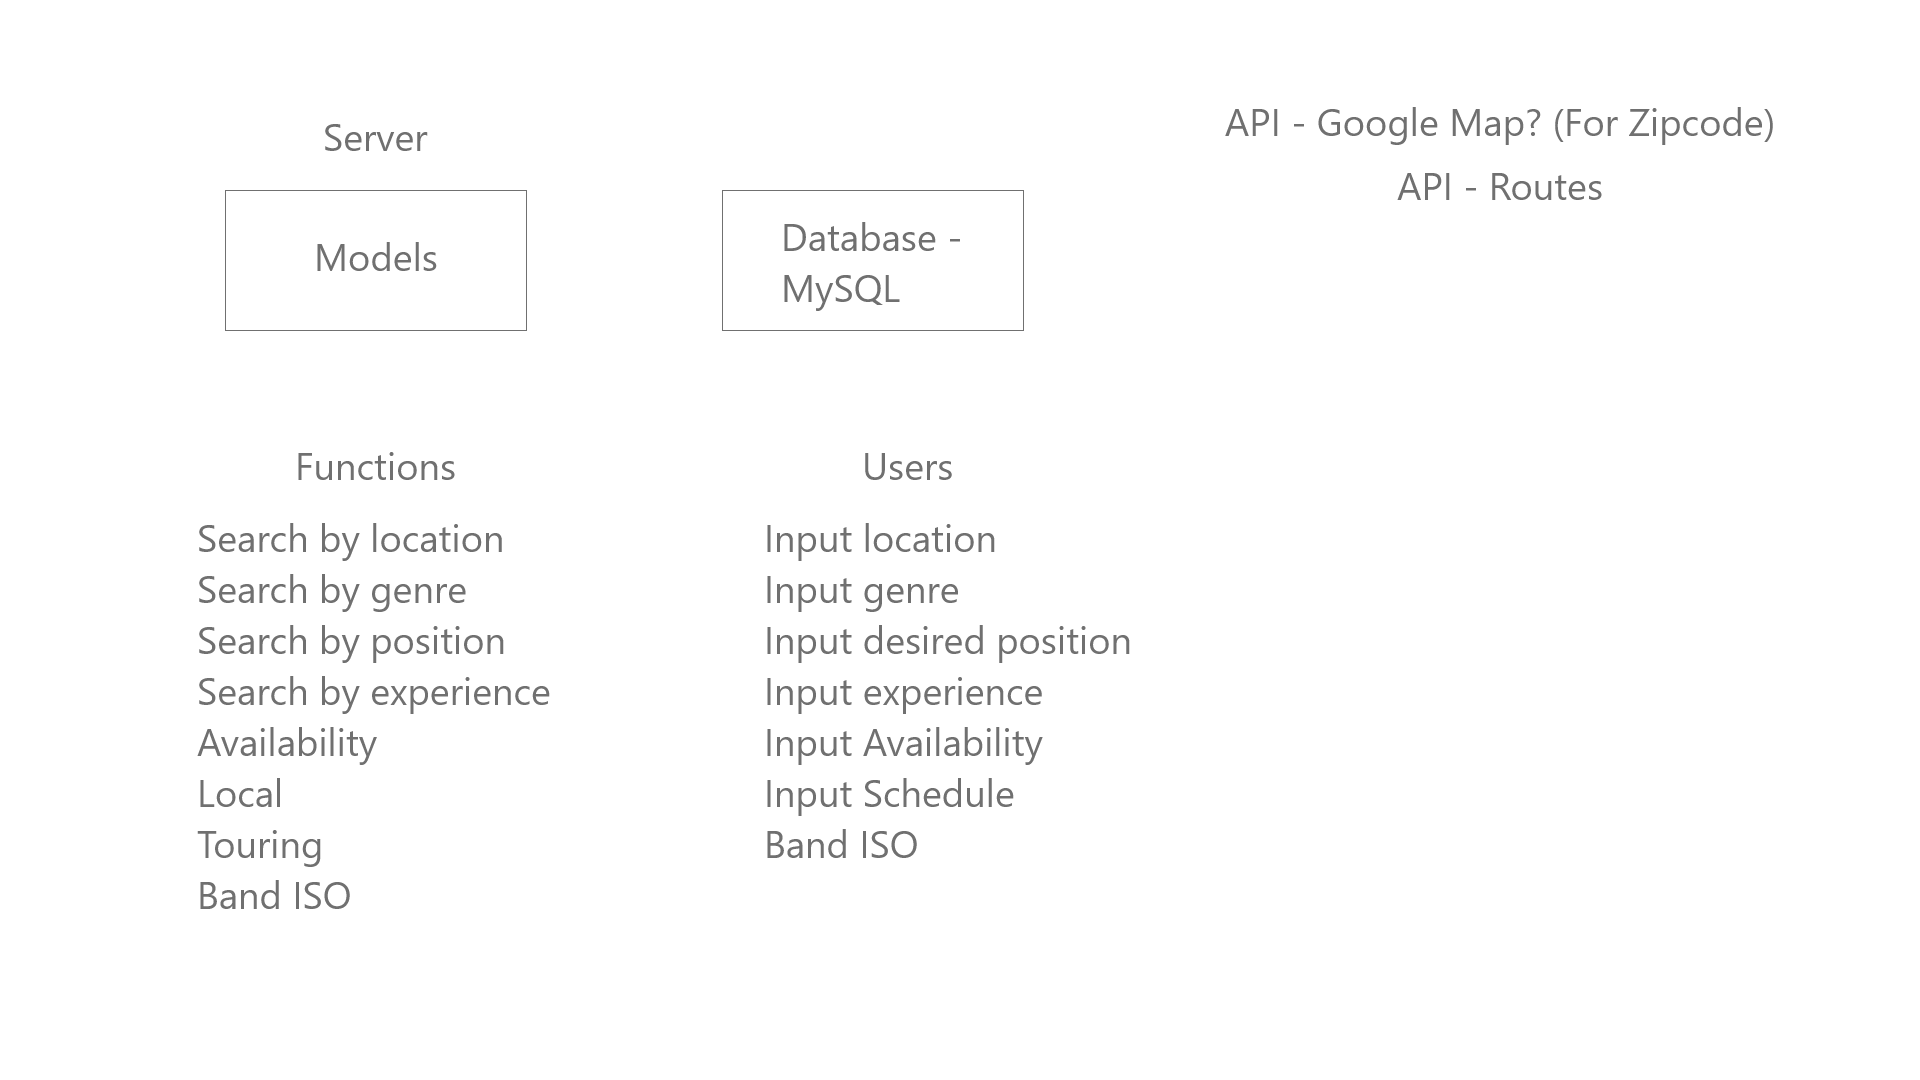 Server
Models
Database -
MySQL
API - Google Map? (For Zipcode)
API - Routes
Functions
Search by location
Search by genre
Search by position
Search by experience
Availability
Local
Touring
Band ISO
Users
Input location
Input genre
Input desired position
Input experience
Input Availability
Input Schedule
Band ISO